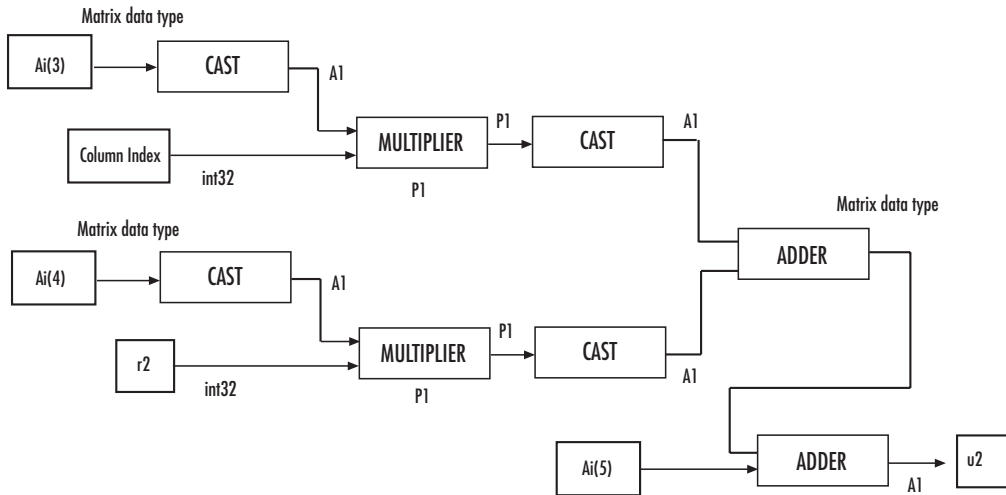 Matrix data type
Ai(3)
CAST
A1
Column Index
int32
MULTIPLIER
P1
P1
CAST
A1
Matrix data type
Ai(4)
CAST
A1
r2
int32
MULTIPLIER
P1
P1
CAST
A1
Matrix data type
ADDER
Ai(5)
ADDER
A1
u2